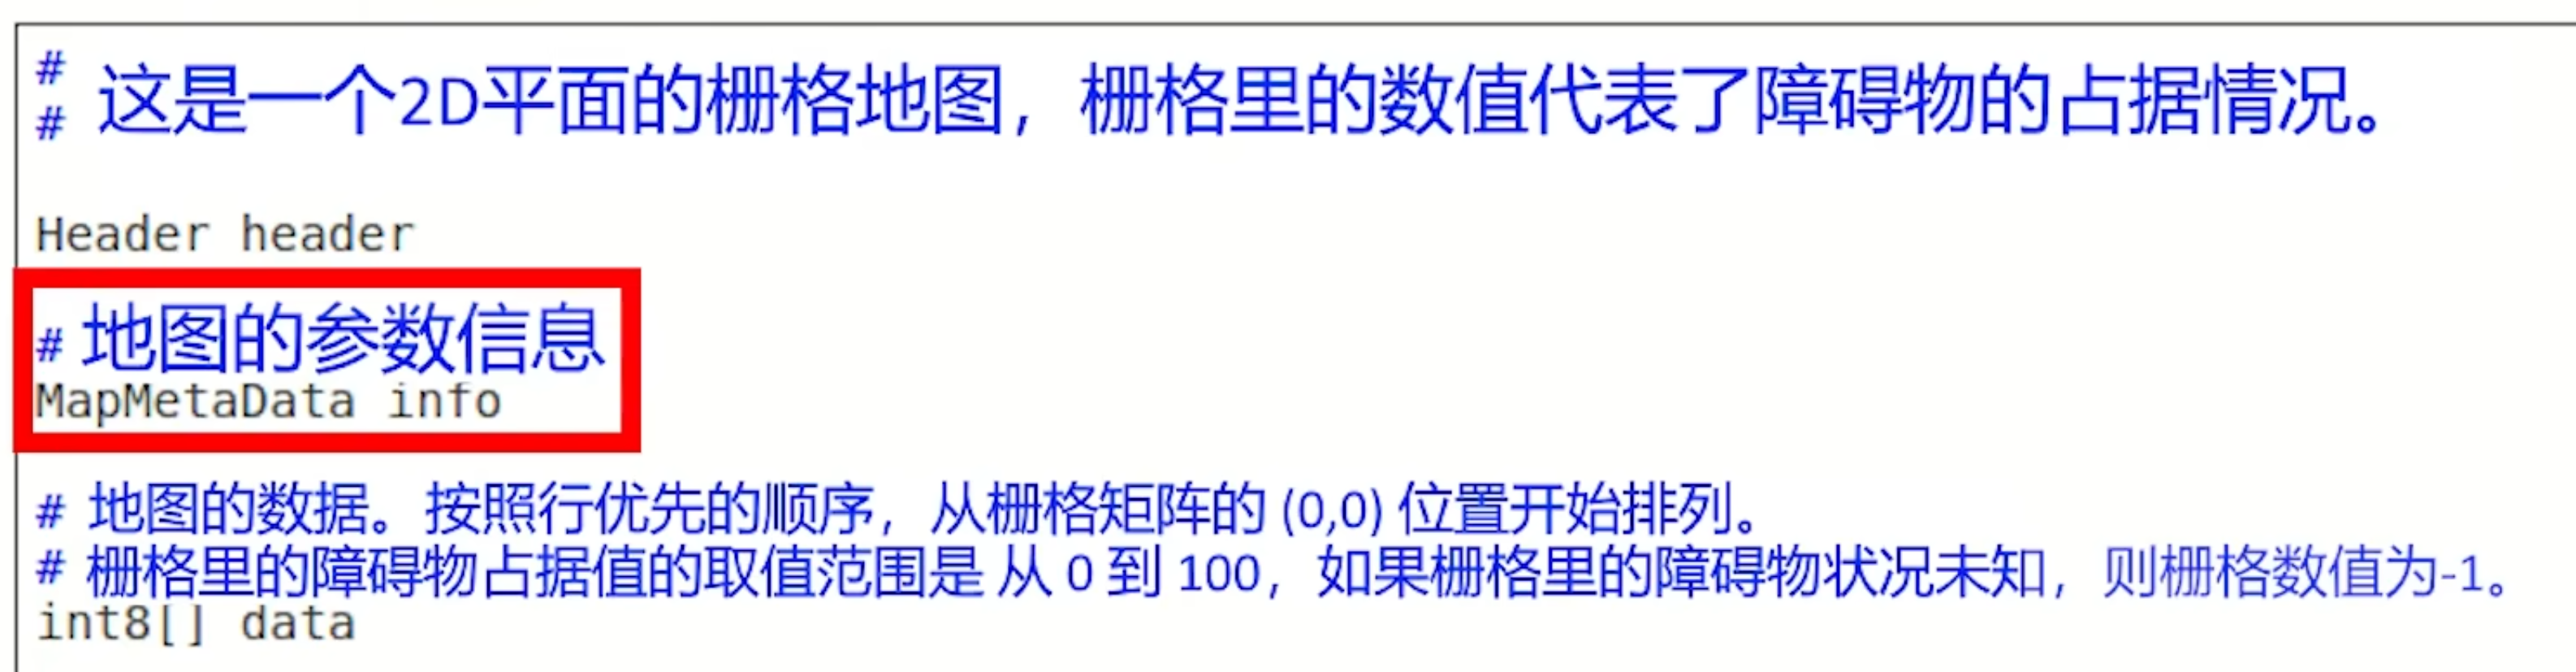 #
# 这是一个2D平面的栅格地图，栅格里的数值代表了障碍物的占据情况。
Header header
# 地图的参数信息
MapMetaData info
# 地图的数据。按照行优先的顺序，从栅格矩阵的 (0,0) 位置开始排列。
# 栅格里的障碍物占据值的取值范围是 从 0 到 100，如果栅格里的障碍物状况未知，则栅格数值为-1。
int8[] data